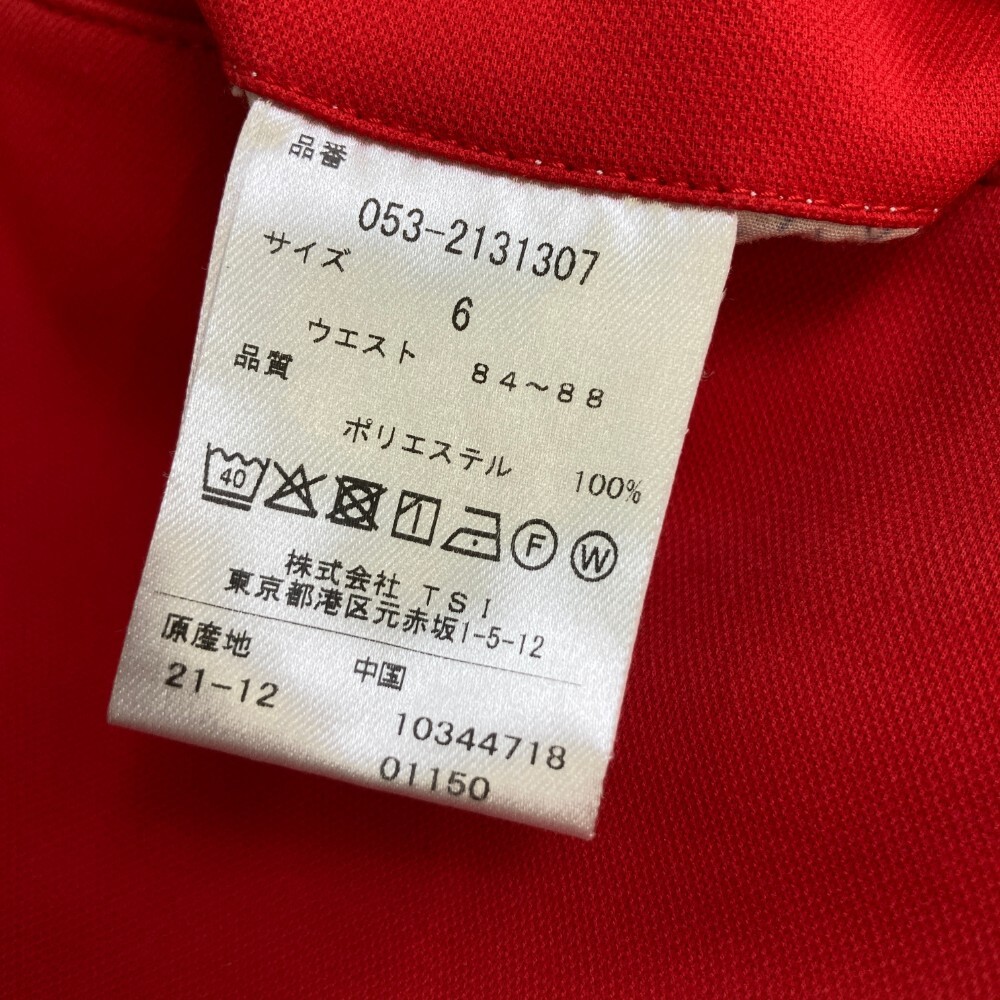 品番
053-2131307
サイズ
6
ウエスト 84～88
品質
ポリエステル 100%
40 F W
株式会社 TSI
東京都港区元赤坂1-5-12
原産地 中国
21-12 10344718
01150